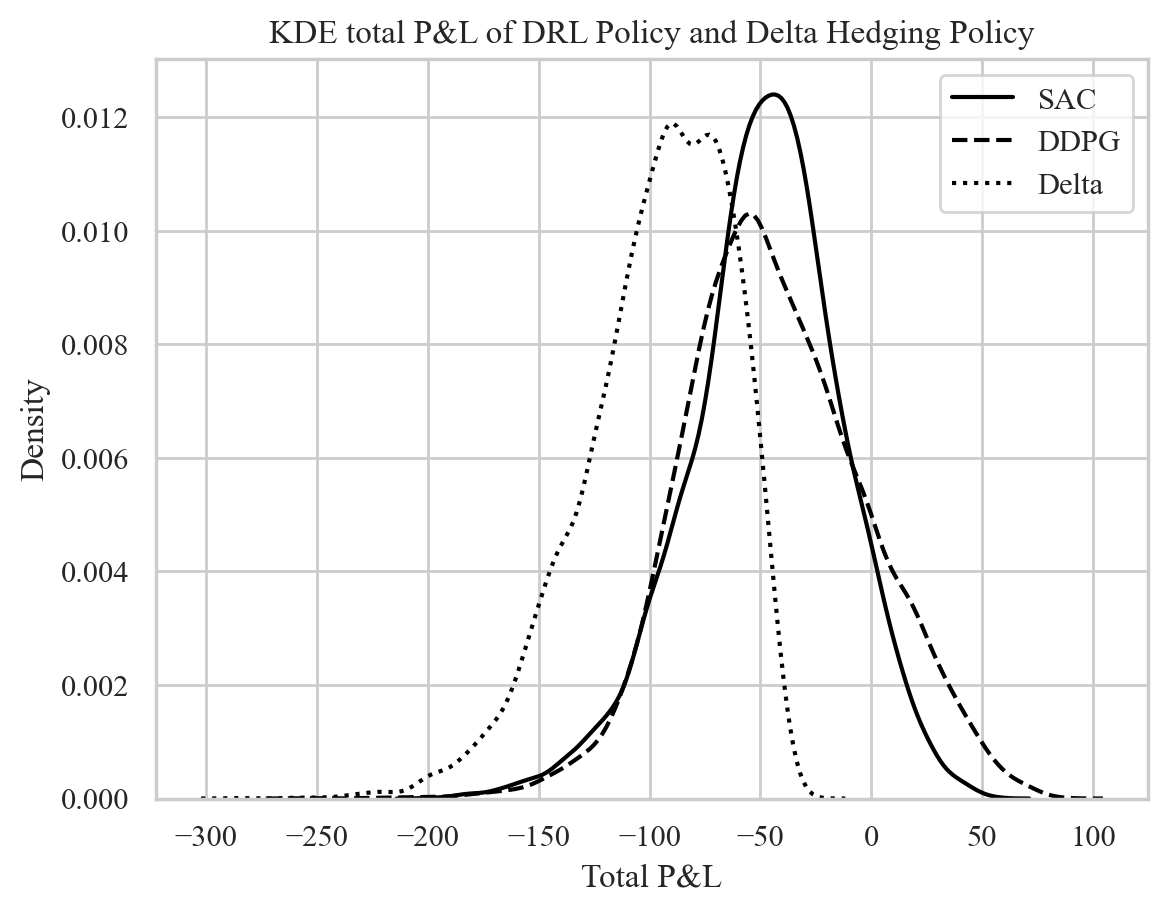 KDE total P&L of DRL Policy and Delta Hedging Policy
SAC
DDPG
Delta
0.012
0.010
0.008
0.006
0.004
0.002
0.000
Density
−300 −250 −200 −150 −100 −50 0 50 100
Total P&L